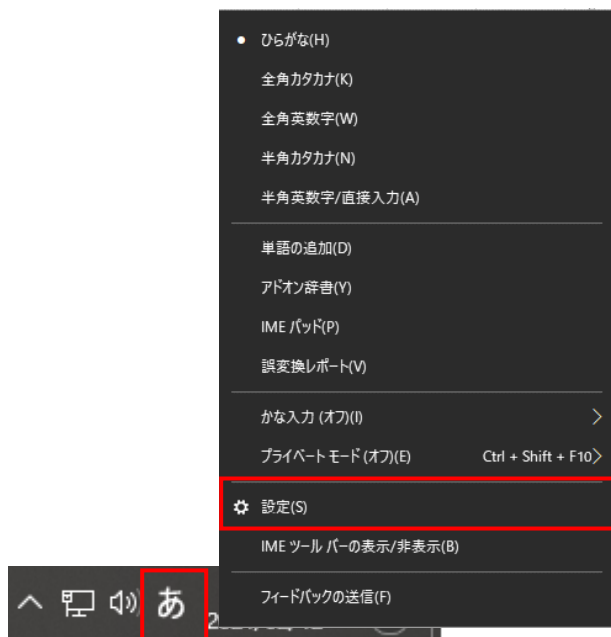 ひらがな(H)
全角カタカナ(K)
全角英数字(W)
半角カタカナ(N)
半角英数字/直接入力(A)
単語の追加(D)
アドオン辞書(Y)
IME パッド(P)
誤変換レポート(V)
かな入力 (オフ)(I)
プライベート モード (オフ)(E) Ctrl + Shift + F10
設定(S)
IME ツール バーの表示/非表示(B)
フィードバックの送信(F)
あ